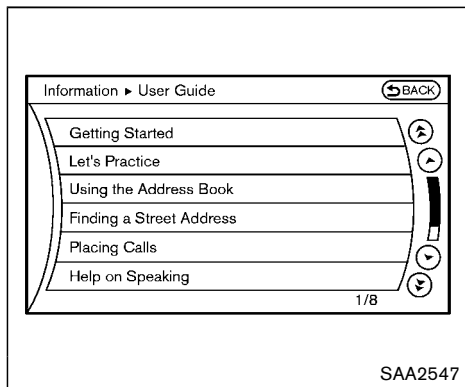 Information ▸ User Guide
BACK
Getting Started
Let's Practice
Using the Address Book
Finding a Street Address
Placing Calls
Help on Speaking
1/8
SAA2547